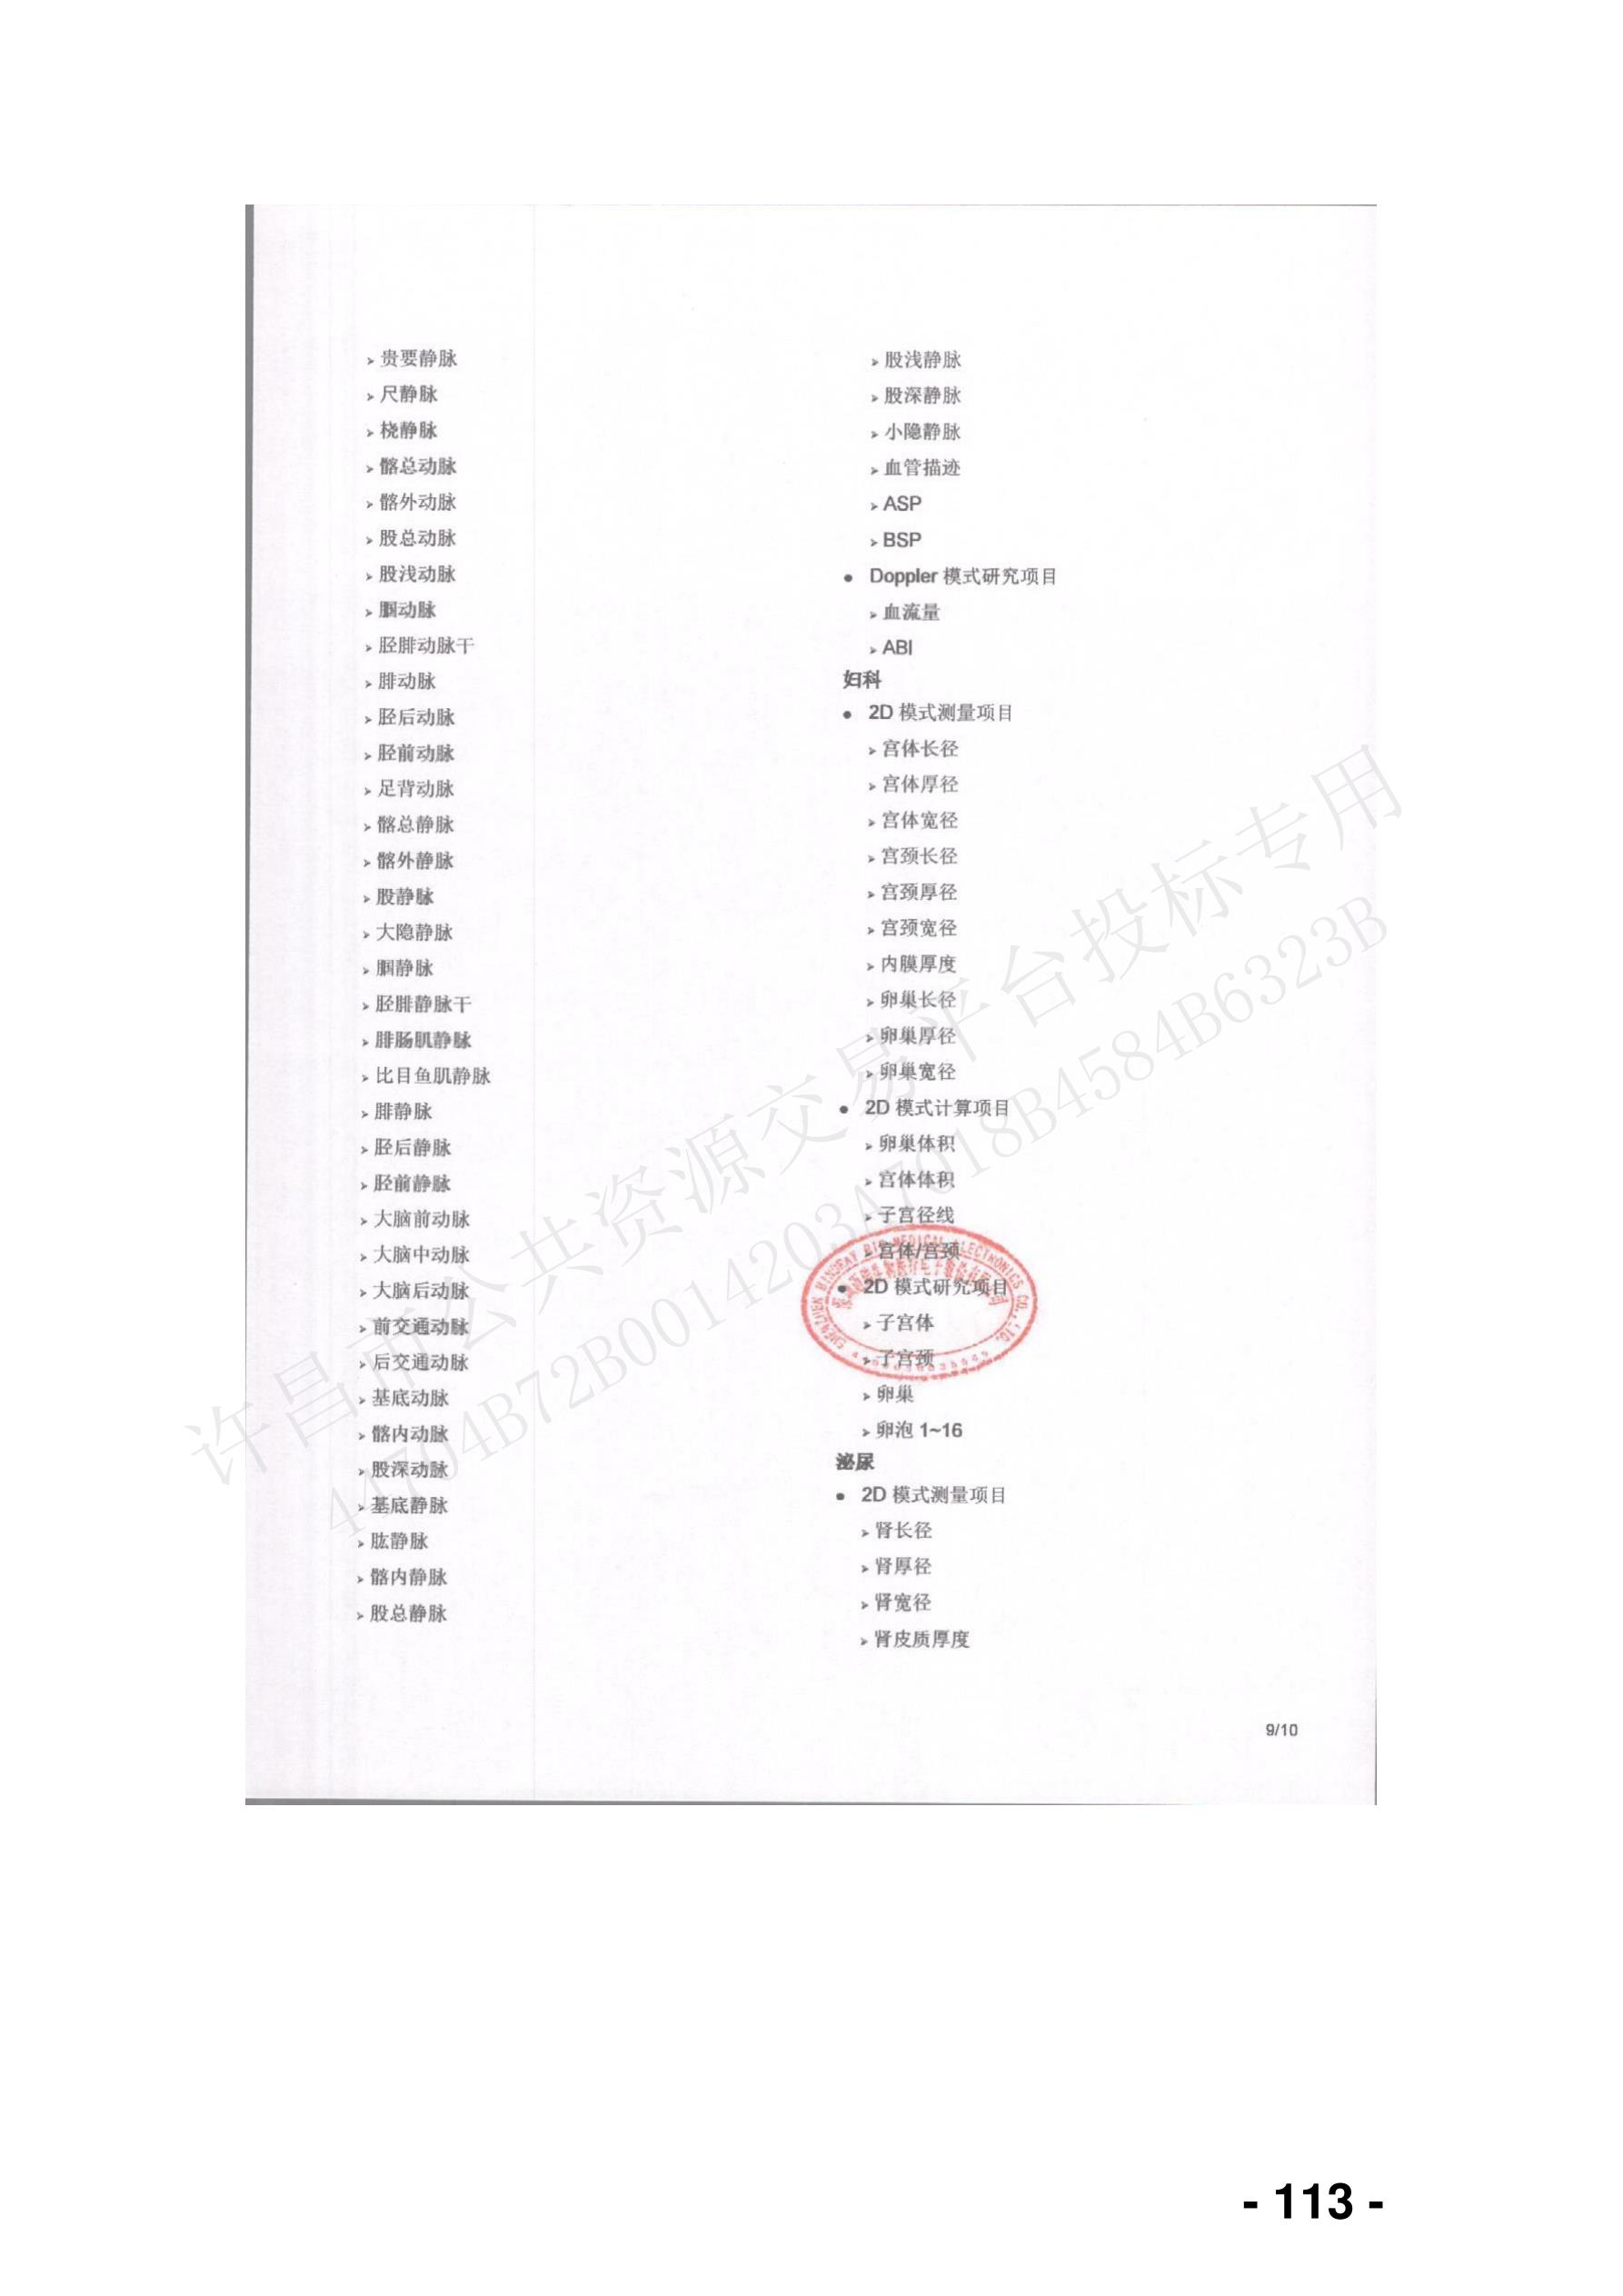 ➢ 贵要静脉
➢ 尺静脉
➢ 桡静脉
➢ 髂总动脉
➢ 髂外动脉
➢ 股总动脉
➢ 股浅动脉
➢ 腘动脉
➢ 胫腓动脉干
➢ 腓动脉
➢ 胫后动脉
➢ 胫前动脉
➢ 足背动脉
➢ 髂总静脉
➢ 髂外静脉
➢ 股静脉
➢ 大隐静脉
➢ 腘静脉
➢ 胫腓静脉干
➢ 腓肠肌静脉
➢ 比目鱼肌静脉
➢ 腓静脉
➢ 胫后静脉
➢ 胫前静脉
➢ 大脑前动脉
➢ 大脑中动脉
➢ 大脑后动脉
➢ 前交通动脉
➢ 后交通动脉
➢ 基底动脉
➢ 髂内动脉
➢ 股深动脉
➢ 基底静脉
➢ 肱静脉
➢ 髂内静脉
➢ 股总静脉
➢ 股浅静脉
➢ 股深静脉
➢ 小隐静脉
➢ 血管描迹
➢ ASP
➢ BSP
● Doppler 模式研究项目
➢ 血流量
➢ ABI
妇科
● 2D 模式测量项目
➢ 宫体长径
➢ 宫体厚径
➢ 宫体宽径
➢ 宫颈长径
➢ 宫颈厚径
➢ 宫颈宽径
➢ 内膜厚度
➢ 卵巢长径
➢ 卵巢厚径
➢ 卵巢宽径
● 2D 模式计算项目
➢ 卵巢体积
➢ 宫体体积
➢ 子宫径线
➢ 宫体/宫颈
● 2D 模式研究项目
➢ 子宫体
➢ 子宫颈
➢ 卵巢
➢ 卵泡 1~16
泌尿
● 2D 模式测量项目
➢ 肾长径
➢ 肾厚径
➢ 肾宽径
➢ 肾皮质厚度
MEDICAL ELECTRONICS CO.,LTD.
9/10
许昌市公共资源交易平台投标专用
44704B72B0014203A7018B4584B6323B
- 113 -